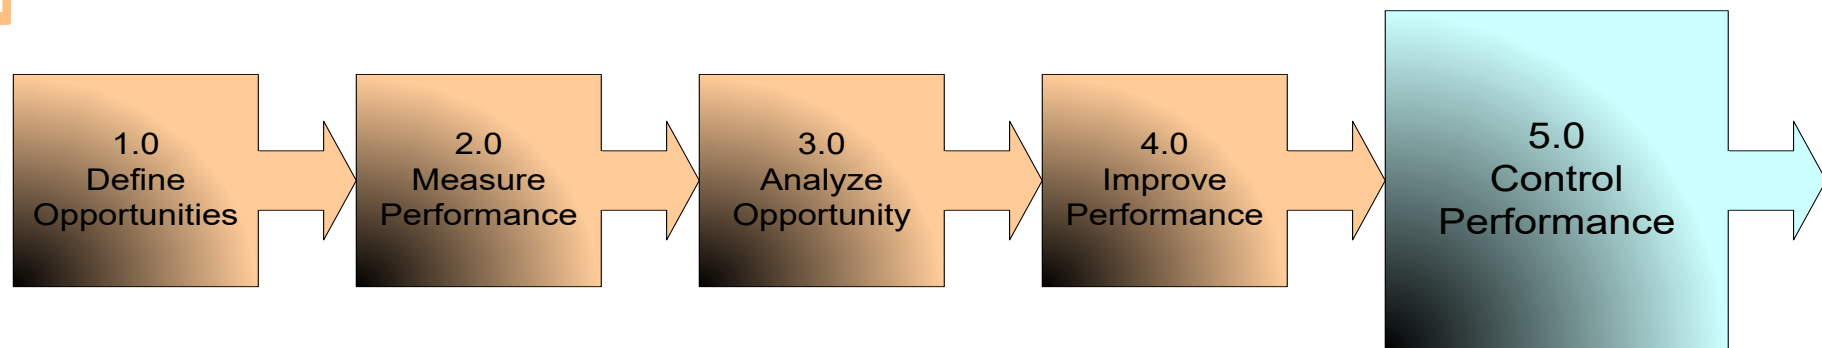 1.0
Define
Opportunities
2.0
Measure
Performance
3.0
Analyze
Opportunity
4.0
Improve
Performance
5.0
Control
Performance